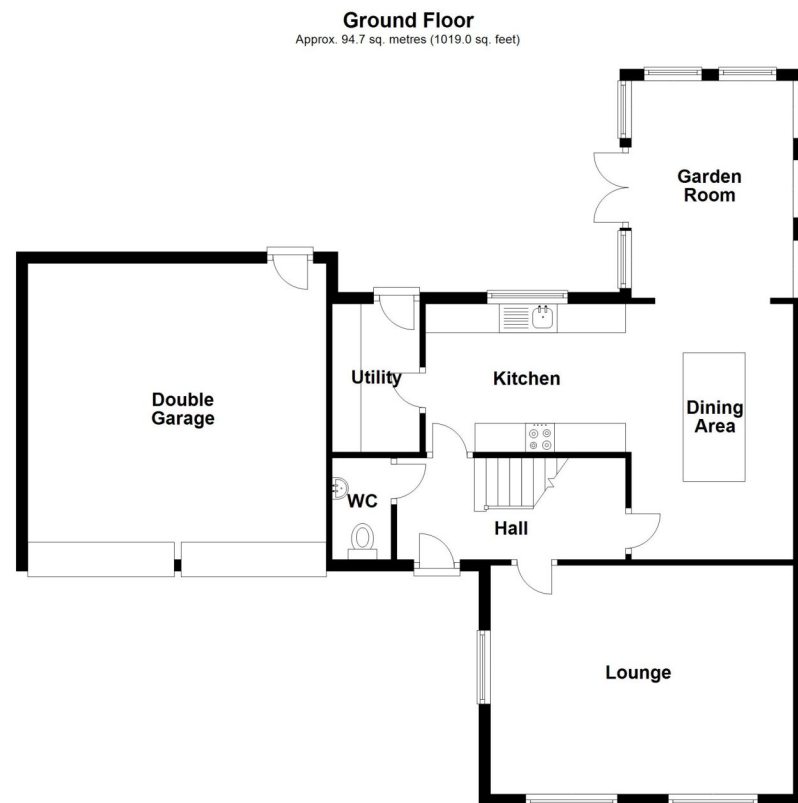 Ground Floor
Approx. 94.7 sq. metres (1019.0 sq. feet)
Garden
Room
Double
Garage
Utility
Kitchen
Dining
Area
WC
Hall
Lounge